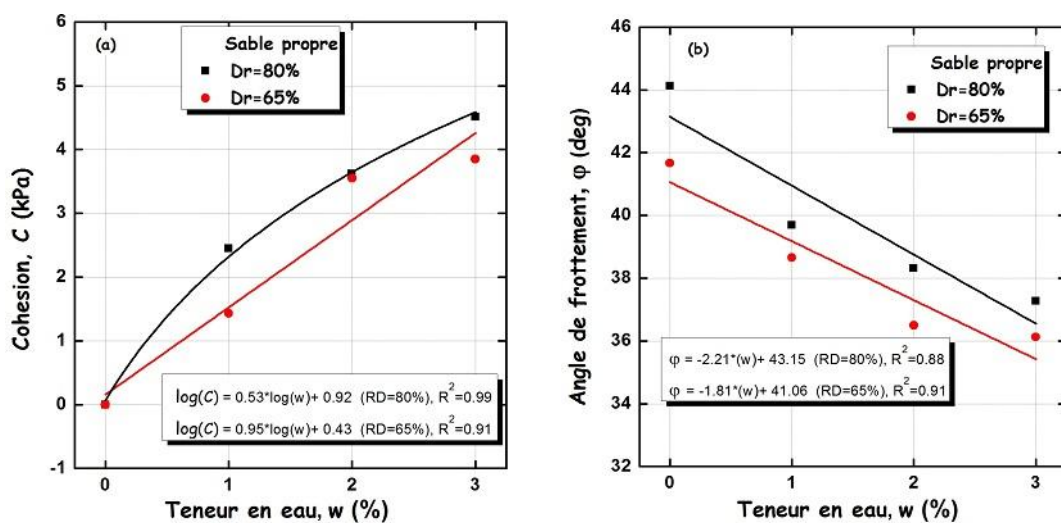 (a)
Sable propre
Dr=80%
Dr=65%
6
5
4
3
2
1
0
-1
Cohesion, C (kPa)
log(C) = 0.53*log(w)+ 0.92 (RD=80%), R²=0.99
log(C) = 0.95*log(w)+ 0.43 (RD=65%), R²=0.91
0 1 2 3
Teneur en eau, w (%)
(b)
Sable propre
Dr=80%
Dr=65%
46
44
42
40
38
36
34
32
Angle de frottement, φ (deg)
φ = -2.21*(w)+ 43.15 (RD=80%), R²=0.88
φ = -1.81*(w)+ 41.06 (RD=65%), R²=0.91
0 1 2 3
Teneur en eau, w (%)